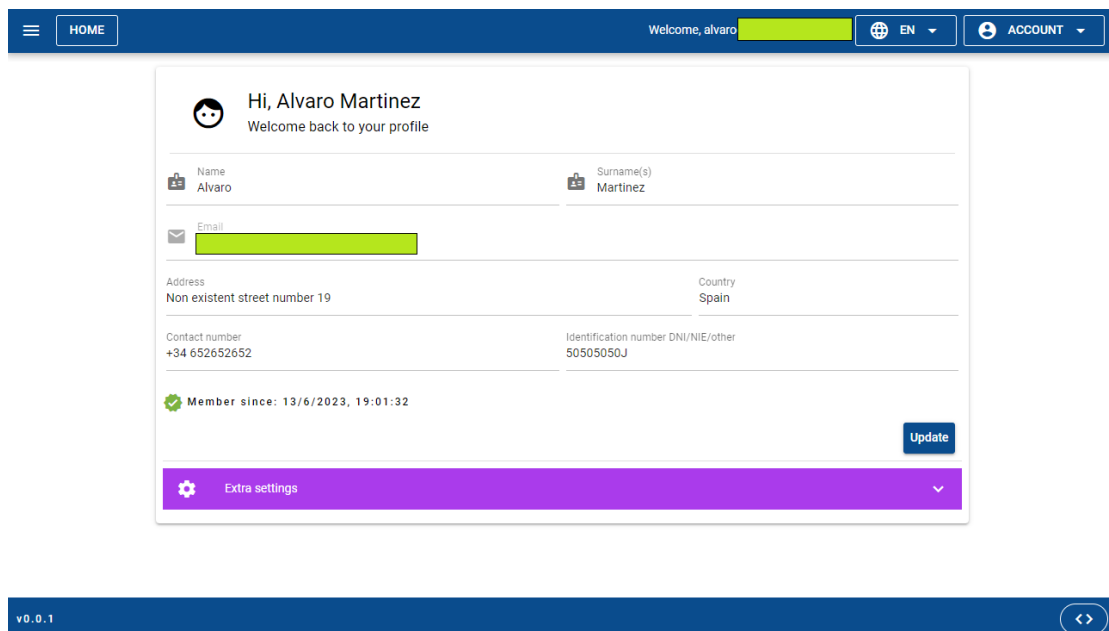 HOME
Welcome, alvaro
EN
ACCOUNT
Hi, Alvaro Martinez
Welcome back to your profile
Name
Alvaro
Surname(s)
Martinez
Email
Address
Non existent street number 19
Country
Spain
Contact number
+34 652652652
Identification number DNI/NIE/other
50505050J
Member since: 13/6/2023, 19:01:32
Update
Extra settings
v0.0.1